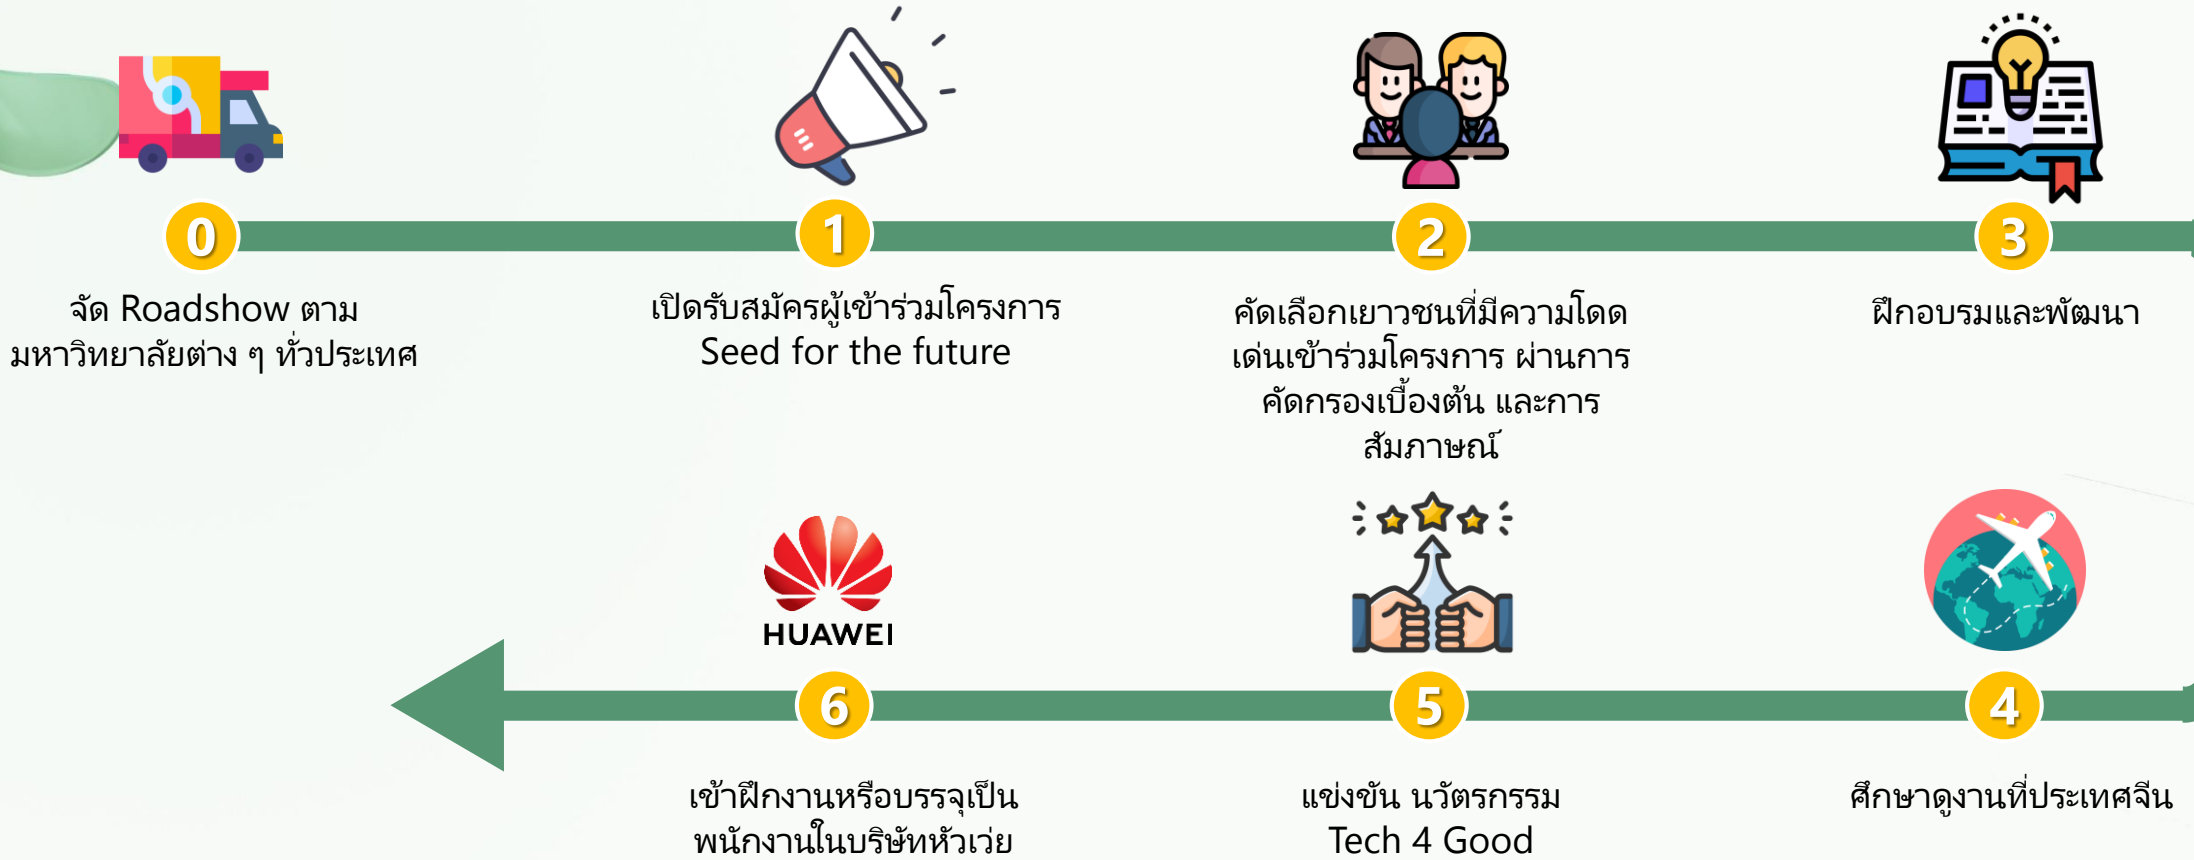 0
จัด Roadshow ตาม
มหาวิทยาลัยต่าง ๆ ทั่วประเทศ
1
เปิดรับสมัครผู้เข้าร่วมโครงการ
Seed for the future
2
คัดเลือกเยาวชนที่มีความโดด
เด่นเข้าร่วมโครงการ ผ่านการ
คัดกรองเบื้องต้น และการ
สัมภาษณ์
3
ฝึกอบรมและพัฒนา
4
ศึกษาดูงานที่ประเทศจีน
5
แข่งขัน นวัตรกรรม
Tech 4 Good
HUAWEI
6
เข้าฝึกงานหรือบรรจุเป็น
พนักงานในบริษัทหัวเว่ย